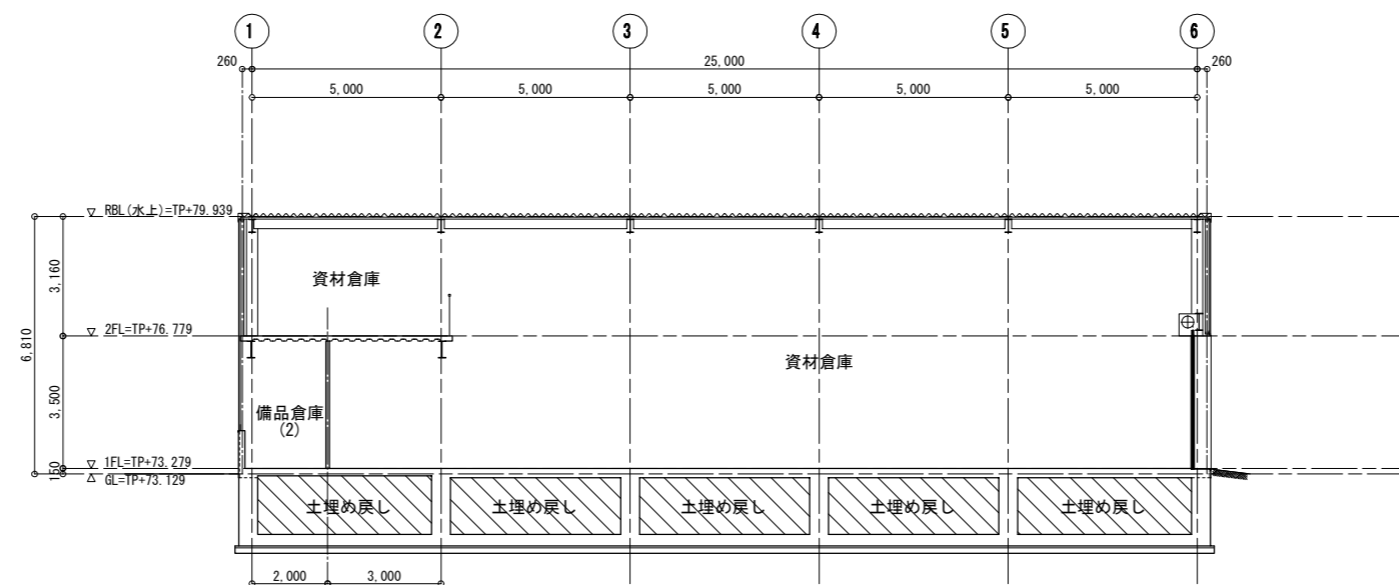 1 2 3 4 5 6
260 25,000 260
5,000 5,000 5,000 5,000 5,000
RBL(水上)=TP+79.939
資材倉庫
3,160
2FL=TP+76.779
6,810
資材倉庫
3,500
備品倉庫
(2)
1FL=TP+73.279
150
GL=TP+73.129
土埋め戻し 土埋め戻し 土埋め戻し 土埋め戻し 土埋め戻し
2,000 3,000